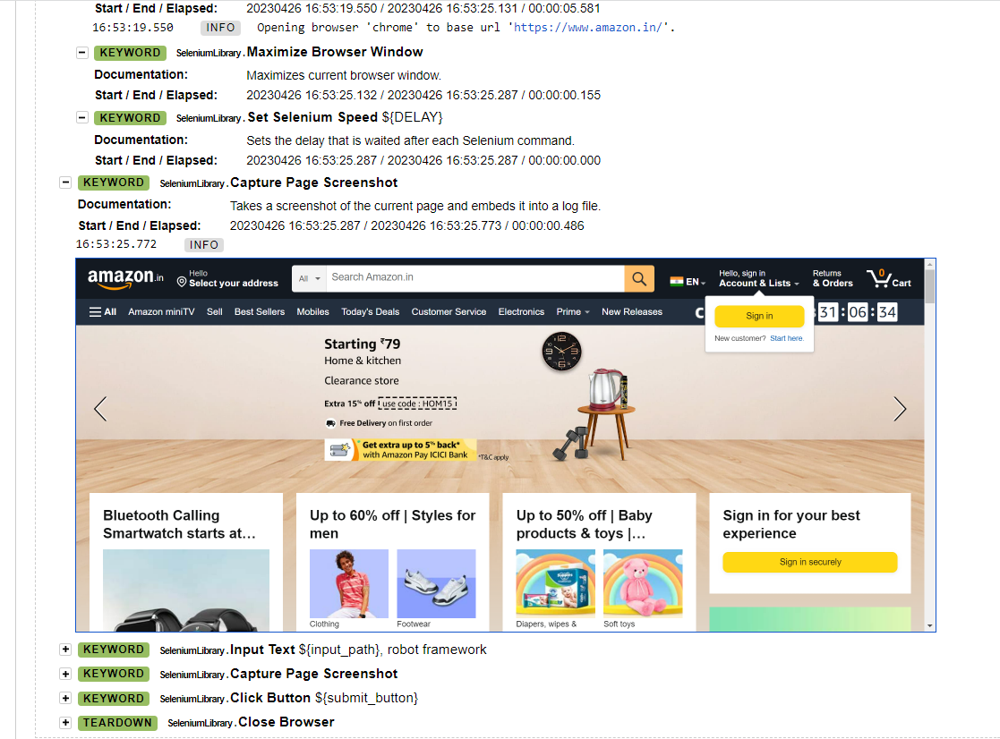 Start / End / Elapsed: 20230426 16:53:19.550 / 20230426 16:53:25.131 / 00:00:05.581
16:53:19.550 INFO Opening browser 'chrome' to base url 'https://www.amazon.in/'.
− KEYWORD SeleniumLibrary.Maximize Browser Window
Documentation: Maximizes current browser window.
Start / End / Elapsed: 20230426 16:53:25.132 / 20230426 16:53:25.287 / 00:00:00.155
− KEYWORD SeleniumLibrary.Set Selenium Speed ${DELAY}
Documentation: Sets the delay that is waited after each Selenium command.
Start / End / Elapsed: 20230426 16:53:25.287 / 20230426 16:53:25.287 / 00:00:00.000
− KEYWORD SeleniumLibrary.Capture Page Screenshot
Documentation: Takes a screenshot of the current page and embeds it into a log file.
Start / End / Elapsed: 20230426 16:53:25.287 / 20230426 16:53:25.773 / 00:00:00.486
16:53:25.772 INFO
amazon.in
Hello
Select your address
All
Search Amazon.in
EN
Hello, sign in
Account & Lists
Returns
& Orders
0
Cart
All Amazon miniTV Sell Best Sellers Mobiles Today's Deals Customer Service Electronics Prime New Releases
:31:06:34
Sign in
New customer? Start here.
Starting ₹79
Home & kitchen
Clearance store
Extra 15% off use code : HOM15
Free Delivery on first order
Get extra up to 5% back*
with Amazon Pay ICICI Bank *T&C apply
Bluetooth Calling
Smartwatch starts at…
Up to 60% off | Styles for
men
Clothing
Footwear
Up to 50% off | Baby
products & toys |…
Diapers, wipes &
Soft toys
Sign in for your best
experience
Sign in securely
+ KEYWORD SeleniumLibrary.Input Text ${input_path}, robot framework
+ KEYWORD SeleniumLibrary.Capture Page Screenshot
+ KEYWORD SeleniumLibrary.Click Button ${submit_button}
+ TEARDOWN SeleniumLibrary.Close Browser